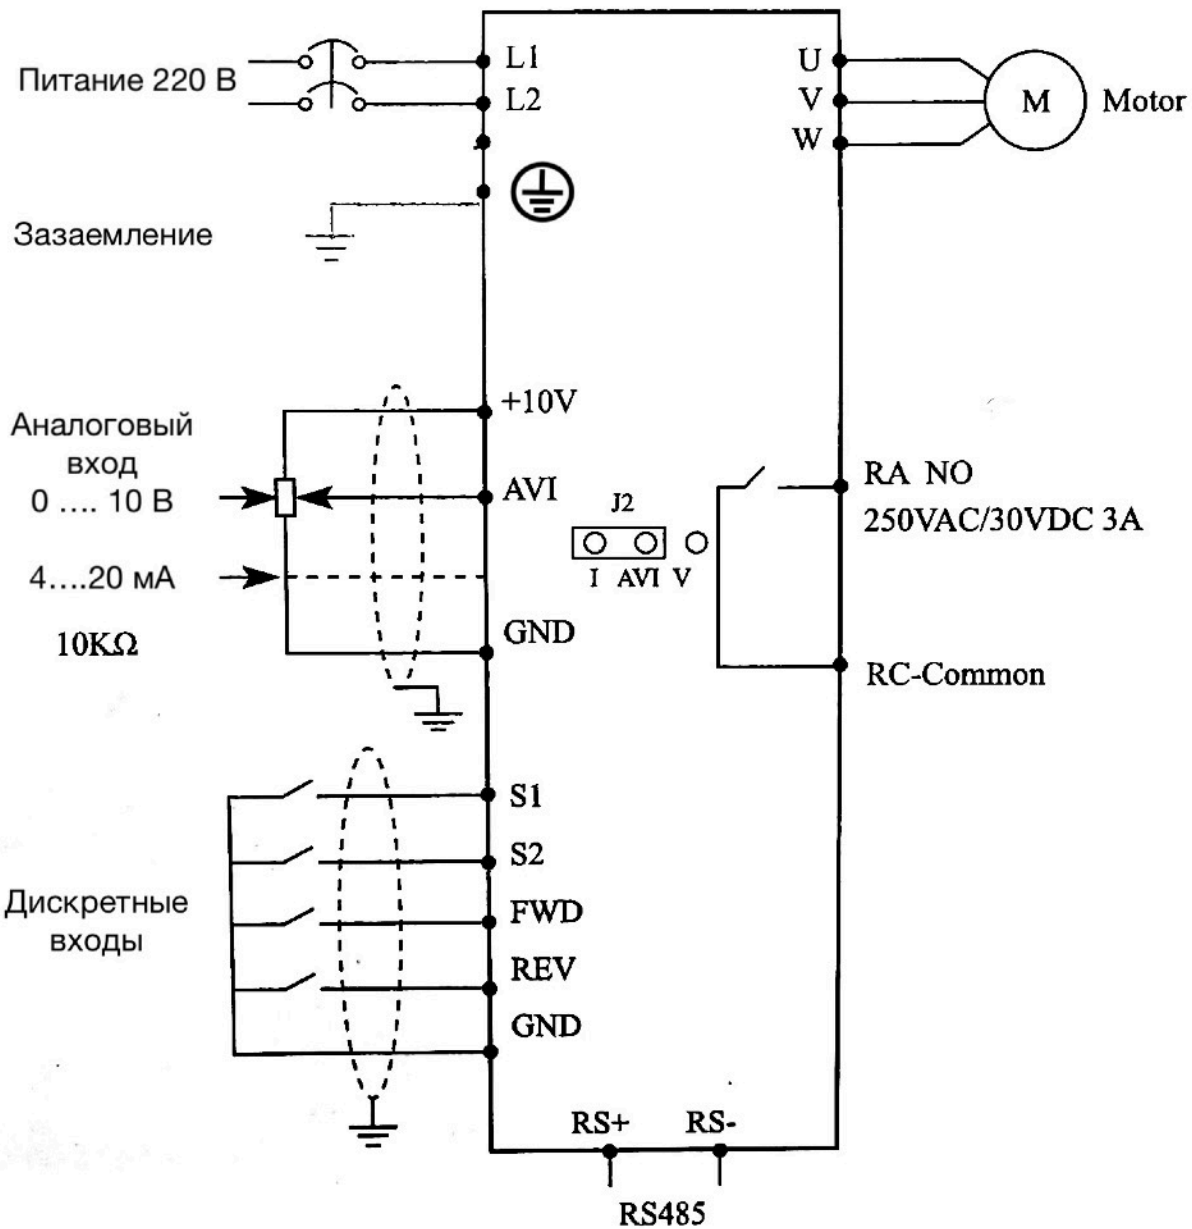 Питание 220 В
L1
L2
U
V
W
M
Motor
Зазаемление
Аналоговый
вход
0 .... 10 В
4....20 мА
10KΩ
+10V
AVI
GND
J2
I AVI V
RA NO
250VAC/30VDC 3A
RC-Common
Дискретные
входы
S1
S2
FWD
REV
GND
RS+
RS-
RS485